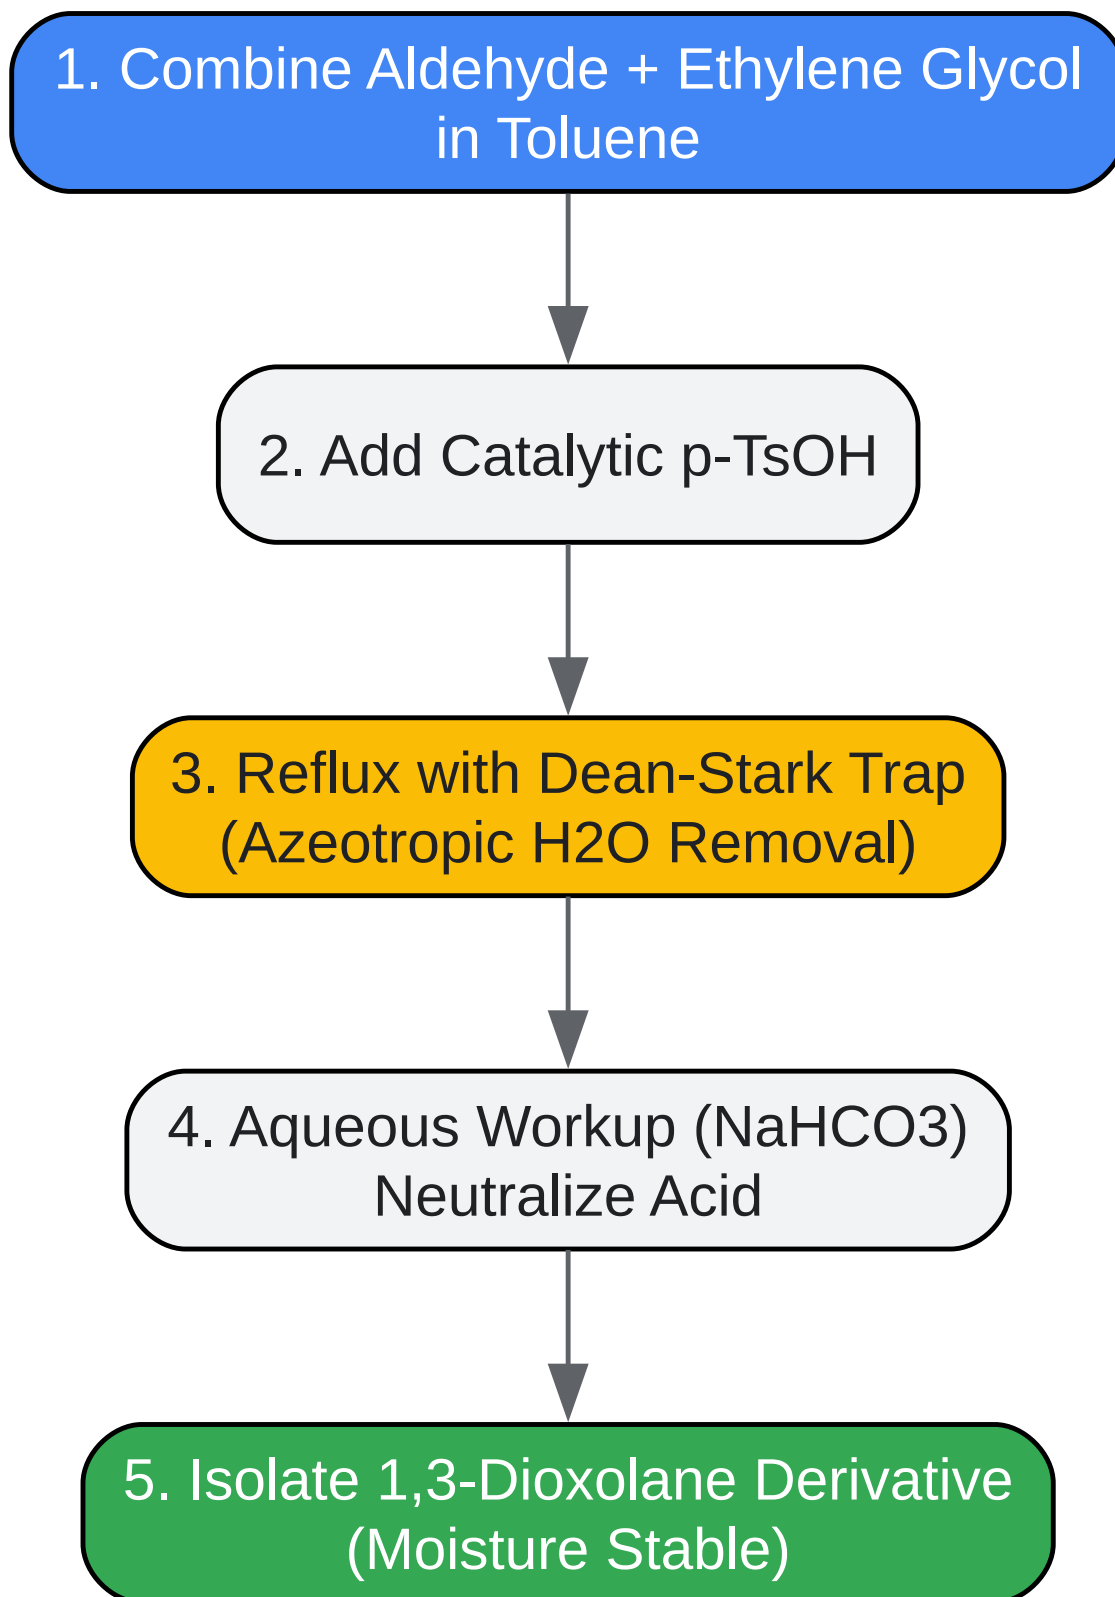 1. Combine Aldehyde + Ethylene Glycol
in Toluene
2. Add Catalytic p-TsOH
3. Reflux with Dean-Stark Trap
(Azeotropic H2O Removal)
4. Aqueous Workup (NaHCO3)
Neutralize Acid
5. Isolate 1,3-Dioxolane Derivative
(Moisture Stable)